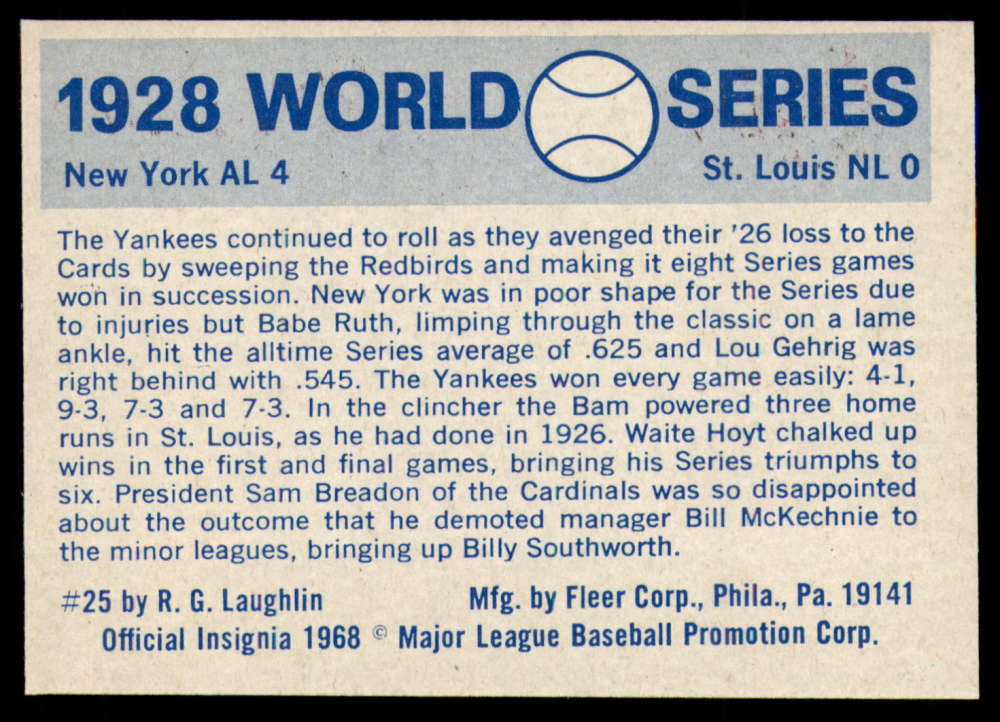 1928 WORLD SERIES
New York AL 4 St. Louis NL 0
The Yankees continued to roll as they avenged their '26 loss to the
Cards by sweeping the Redbirds and making it eight Series games
won in succession. New York was in poor shape for the Series due
to injuries but Babe Ruth, limping through the classic on a lame
ankle, hit the alltime Series average of .625 and Lou Gehrig was
right behind with .545. The Yankees won every game easily: 4-1,
9-3, 7-3 and 7-3. In the clincher the Bam powered three home
runs in St. Louis, as he had done in 1926. Waite Hoyt chalked up
wins in the first and final games, bringing his Series triumphs to
six. President Sam Breadon of the Cardinals was so disappointed
about the outcome that he demoted manager Bill McKechnie to
the minor leagues, bringing up Billy Southworth.
#25 by R. G. Laughlin Mfg. by Fleer Corp., Phila., Pa. 19141
Official Insignia 1968 © Major League Baseball Promotion Corp.